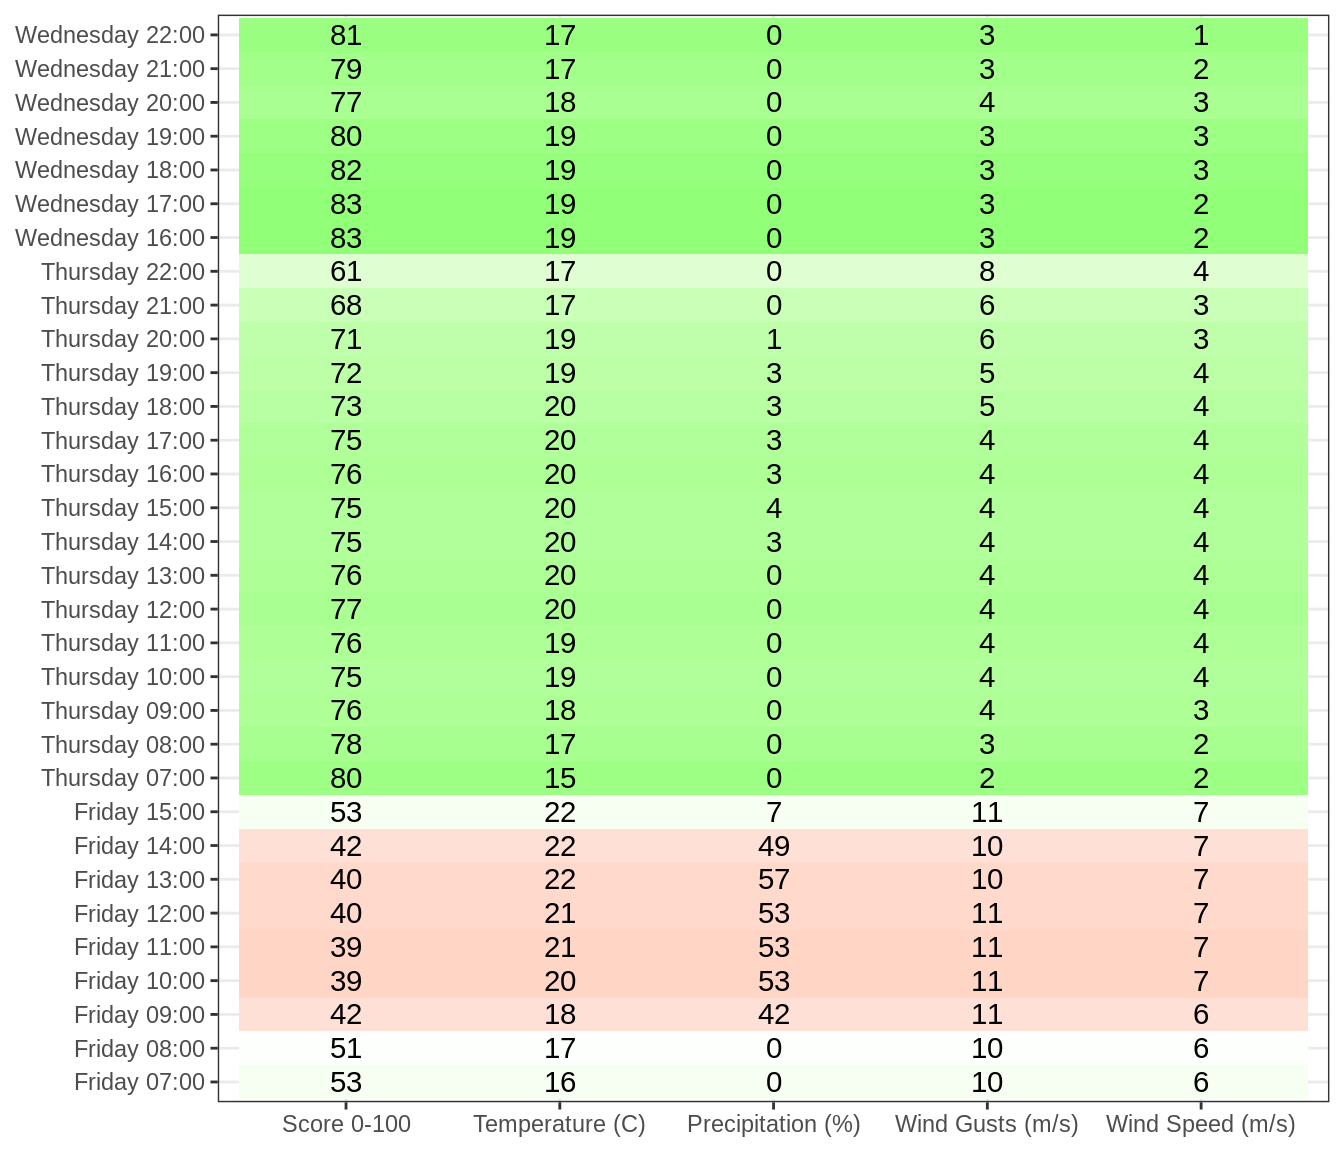 Wednesday 22:00 81 17 0 3 1
Wednesday 21:00 79 17 0 3 2
Wednesday 20:00 77 18 0 4 3
Wednesday 19:00 80 19 0 3 3
Wednesday 18:00 82 19 0 3 3
Wednesday 17:00 83 19 0 3 2
Wednesday 16:00 83 19 0 3 2
Thursday 22:00 61 17 0 8 4
Thursday 21:00 68 17 0 6 3
Thursday 20:00 71 19 1 6 3
Thursday 19:00 72 19 3 5 4
Thursday 18:00 73 20 3 5 4
Thursday 17:00 75 20 3 4 4
Thursday 16:00 76 20 3 4 4
Thursday 15:00 75 20 4 4 4
Thursday 14:00 75 20 3 4 4
Thursday 13:00 76 20 0 4 4
Thursday 12:00 77 20 0 4 4
Thursday 11:00 76 19 0 4 4
Thursday 10:00 75 19 0 4 4
Thursday 09:00 76 18 0 4 3
Thursday 08:00 78 17 0 3 2
Thursday 07:00 80 15 0 2 2
Friday 15:00 53 22 7 11 7
Friday 14:00 42 22 49 10 7
Friday 13:00 40 22 57 10 7
Friday 12:00 40 21 53 11 7
Friday 11:00 39 21 53 11 7
Friday 10:00 39 20 53 11 7
Friday 09:00 42 18 42 11 6
Friday 08:00 51 17 0 10 6
Friday 07:00 53 16 0 10 6
Score 0-100 Temperature (C) Precipitation (%) Wind Gusts (m/s) Wind Speed (m/s)